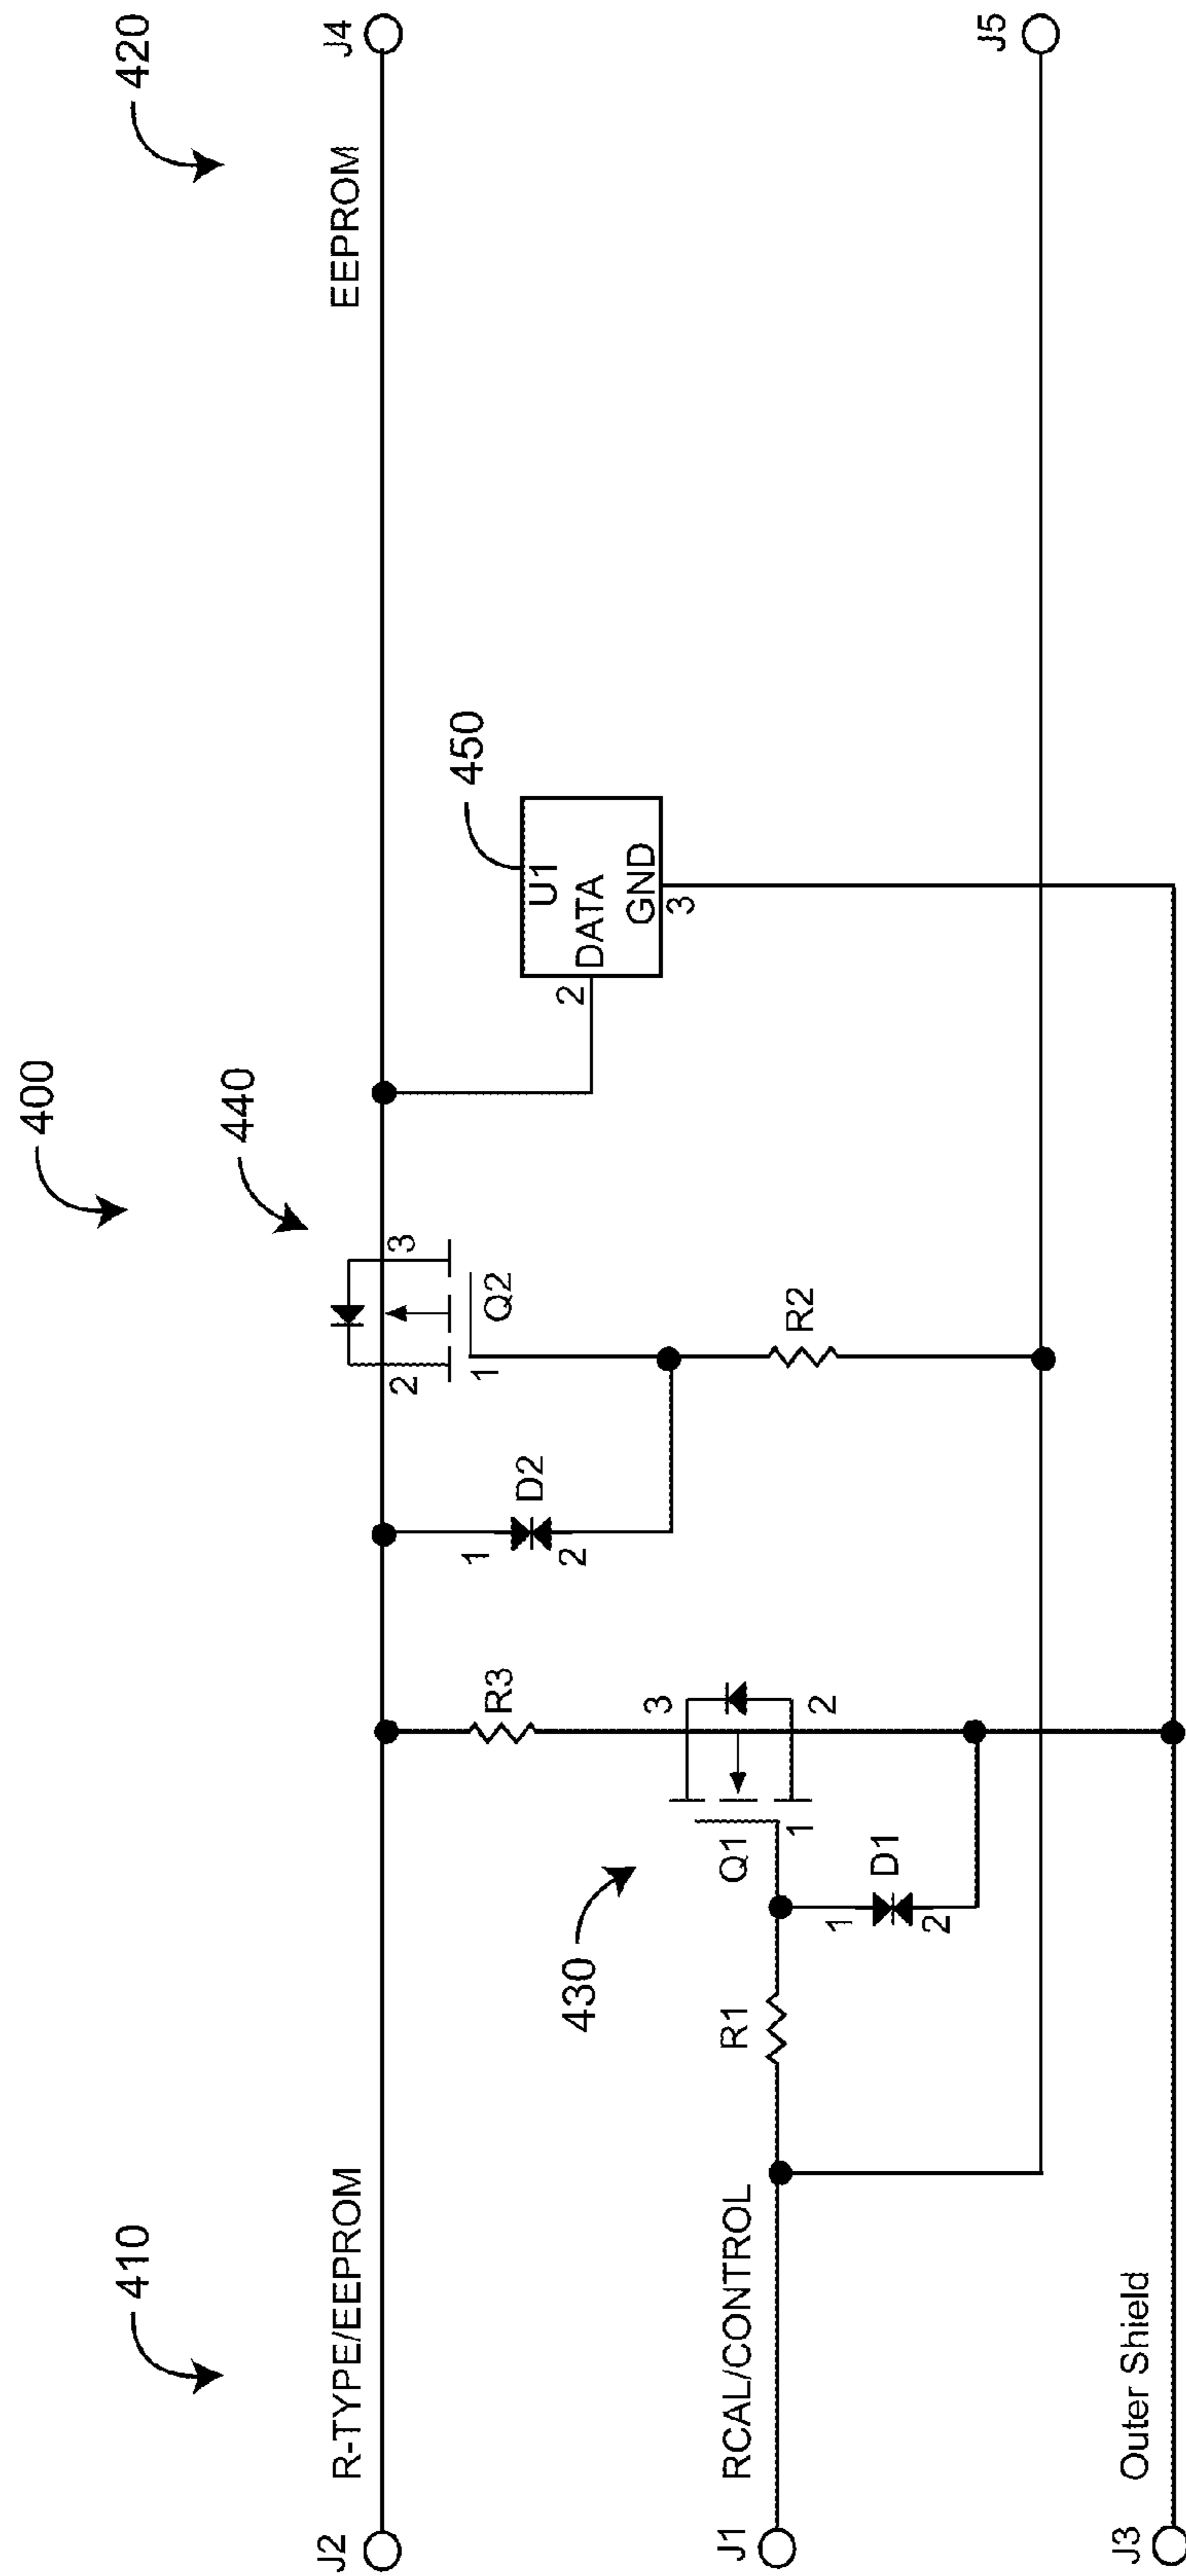 400
410
420
R-TYPE/EEPROM
EEPROM
J2
J4
440
2
3
Q2
1
D2
1
2
R3
450
U1
DATA
GND
2
3
R2
430
3
2
Q1
1
R1
D1
1
2
J1
RCAL/CONTROL
J5
J3
Outer Shield